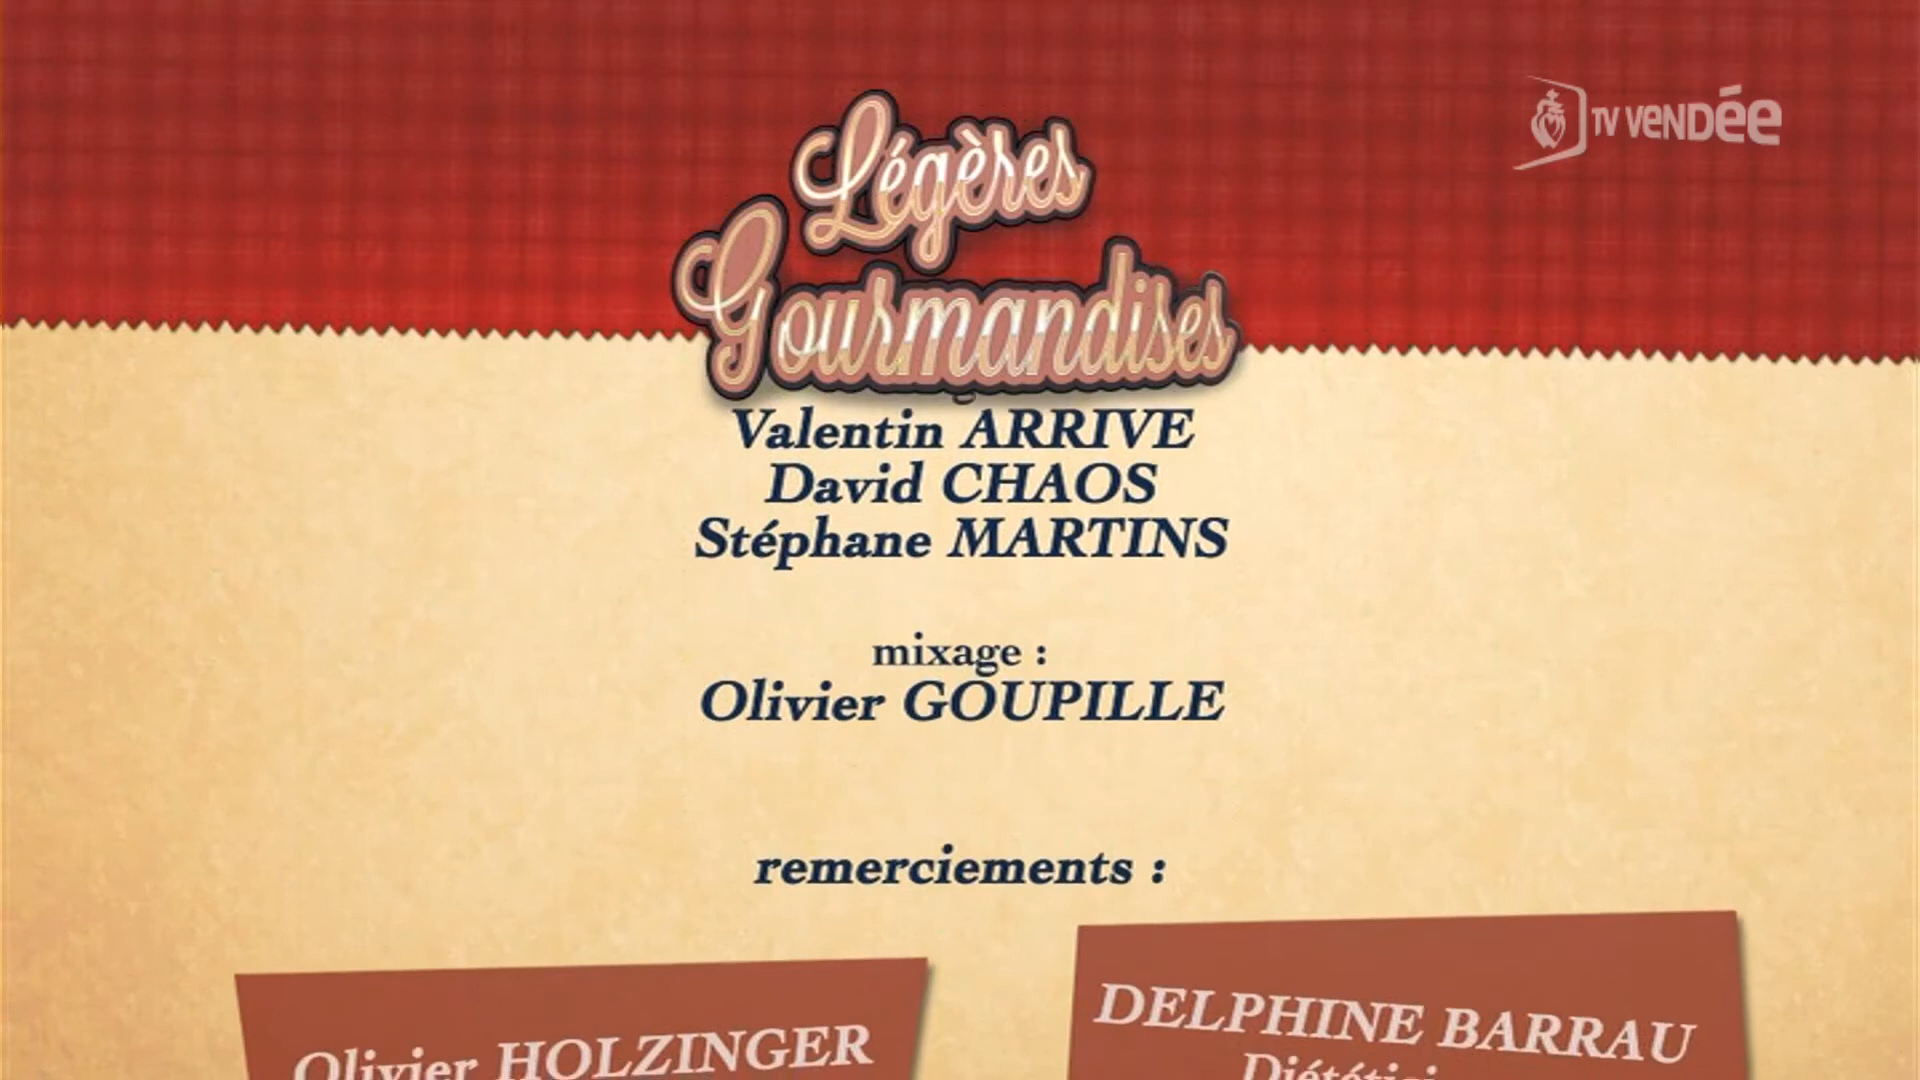 TV VENDÉE
Légères
Gourmandises
Valentin ARRIVE
David CHAOS
Stéphane MARTINS
mixage :
Olivier GOUPILLE
remerciements :
DELPHINE BARRAU
Olivier HOLZINGER